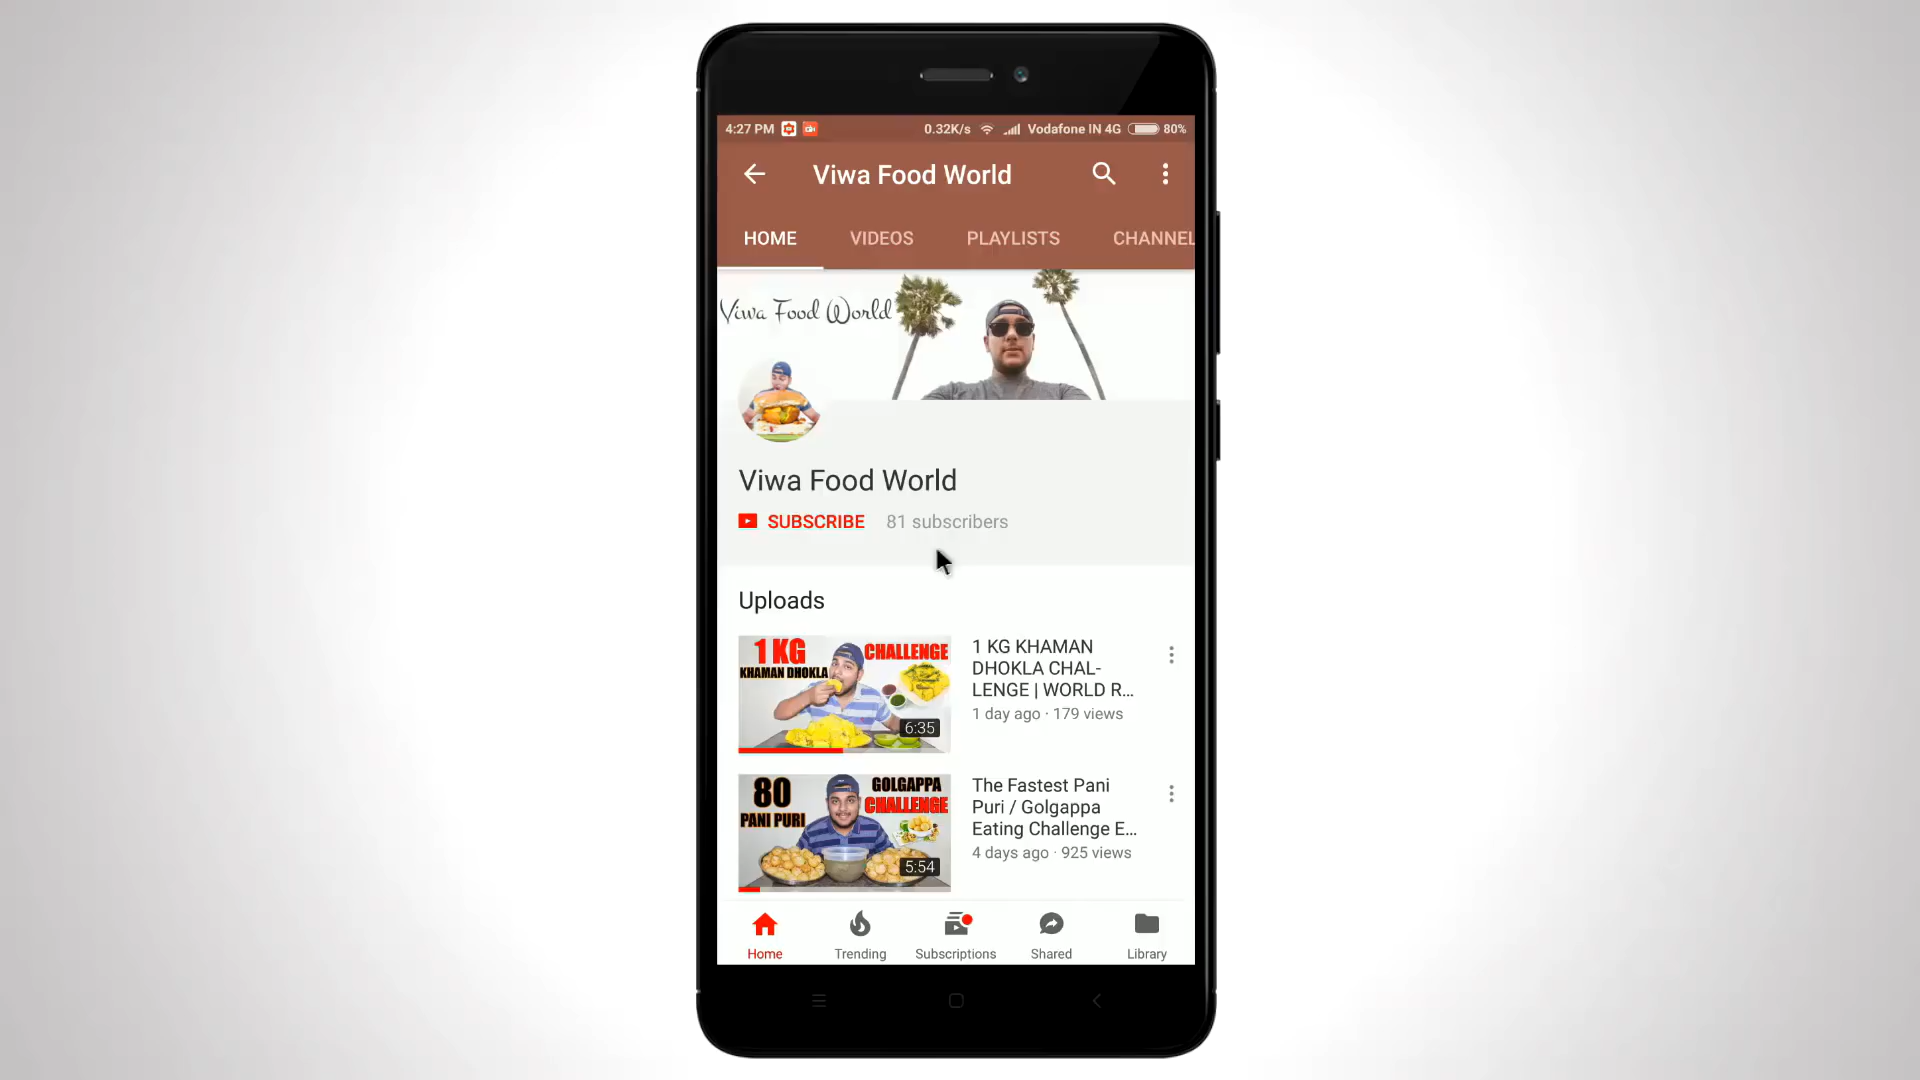 4:27 PM 0.32K/s Vodafone IN 4G 80%
Viwa Food World
HOME VIDEOS PLAYLISTS CHANNEL
Viwa Food World
Viwa Food World
SUBSCRIBE 81 subscribers
Uploads
1 KG CHALLENGE
KHAMAN DHOKLA
6:35
1 KG KHAMAN
DHOKLA CHAL-
LENGE | WORLD R...
1 day ago · 179 views
80 GOLGAPPA
PANI PURI CHALLENGE
5:54
The Fastest Pani
Puri / Golgappa
Eating Challenge E...
4 days ago · 925 views
Home Trending Subscriptions Shared Library